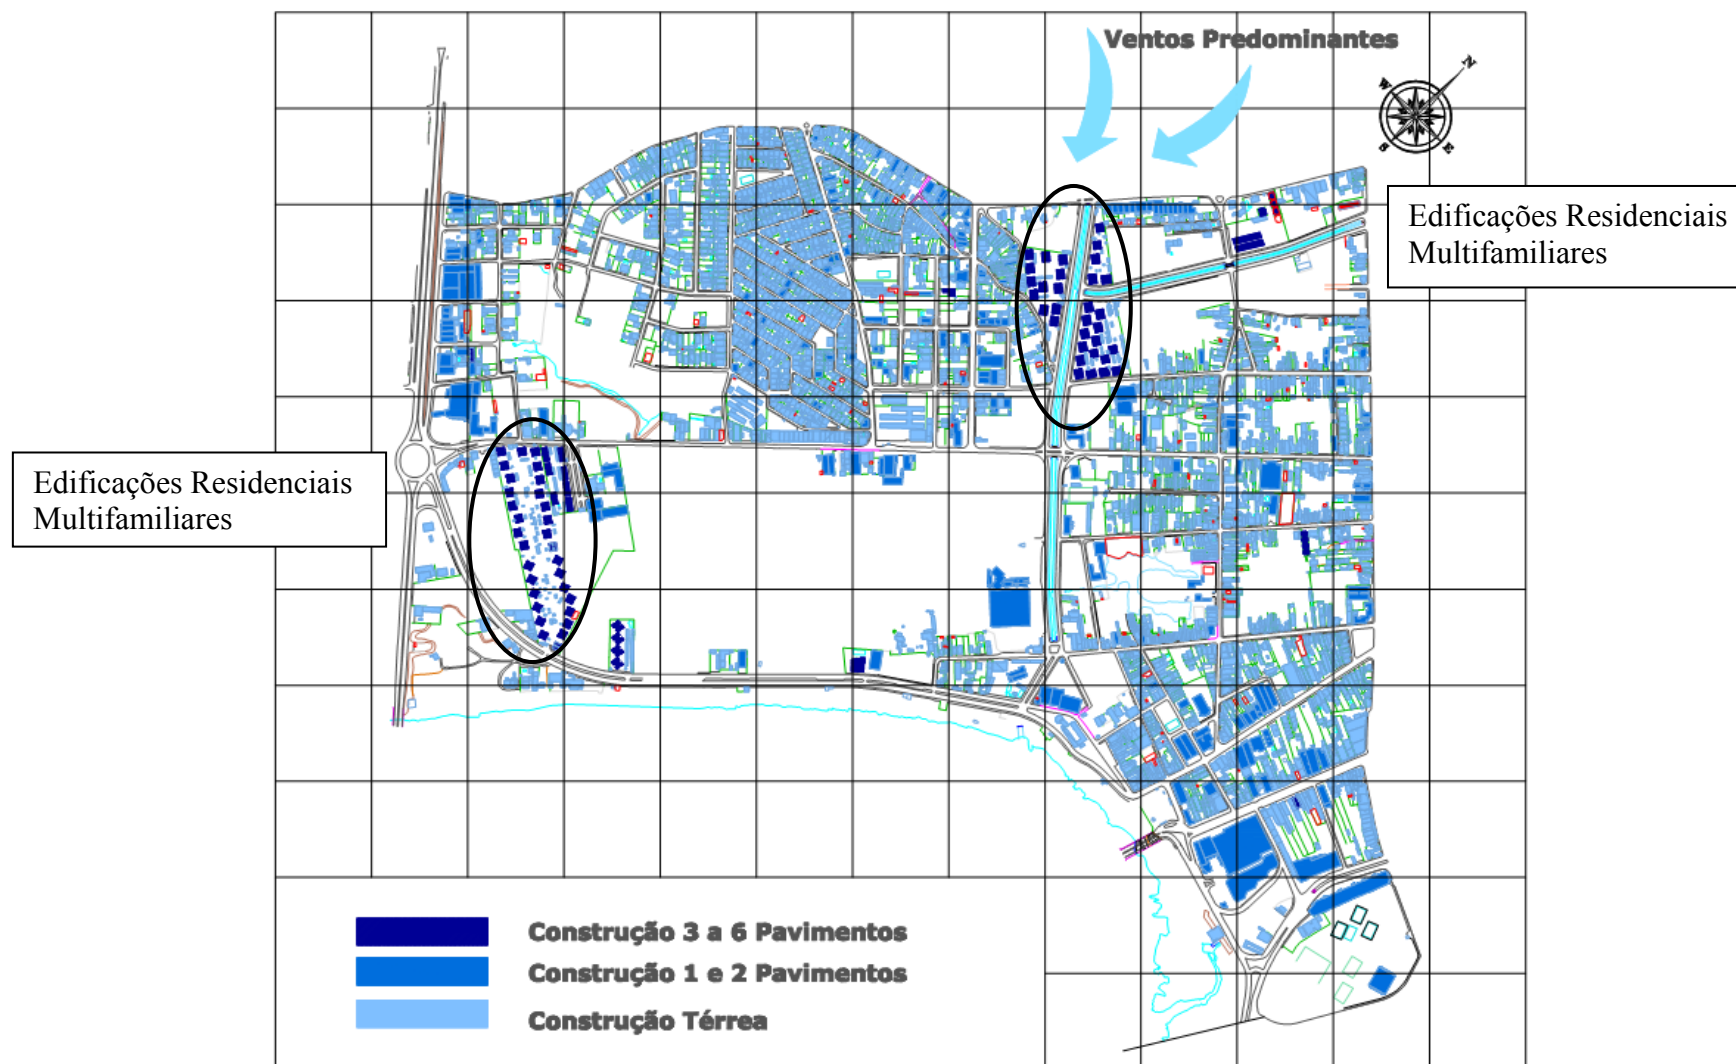 Ventos Predominantes
N
W
S
E
Edificações Residenciais
Multifamiliares
Edificações Residenciais
Multifamiliares
Construção 3 a 6 Pavimentos
Construção 1 e 2 Pavimentos
Construção Térrea